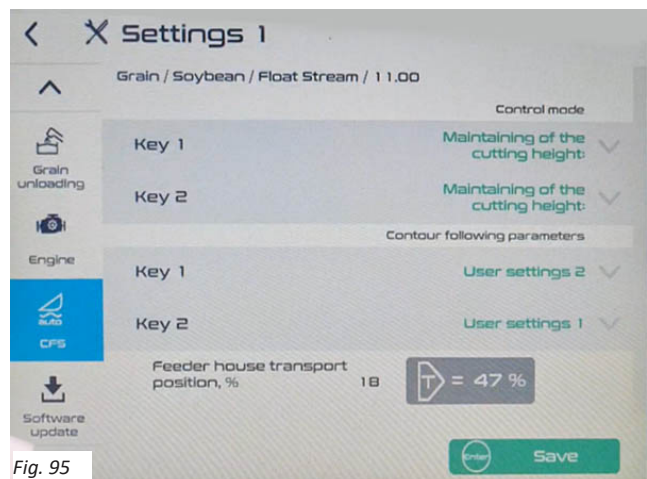 Settings 1
Grain / Soybean / Float Stream / 11.00
Control mode
Key 1
Maintaining of the
cutting height:
Key 2
Maintaining of the
cutting height:
Contour following parameters
Key 1
User settings 2
Key 2
User settings 1
Feeder house transport
position, %
18
T = 47 %
Enter
Save
Grain
unloading
Engine
auto
CFS
Software
update
Fig. 95